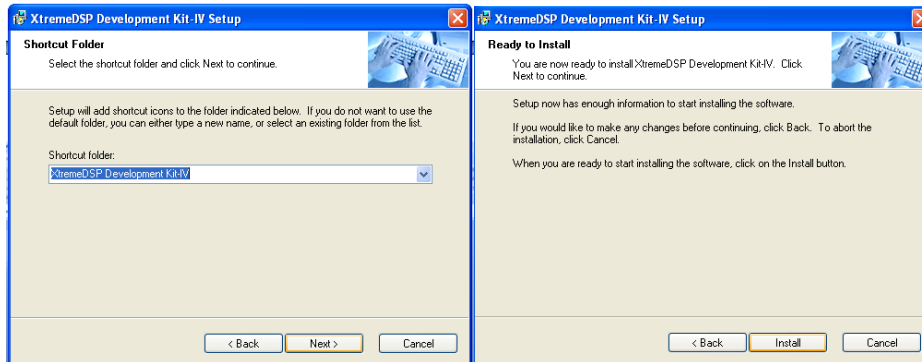 XtremeDSP Development Kit-IV Setup
Shortcut Folder
Select the shortcut folder and click Next to continue.
Setup will add shortcut icons to the folder indicated below. If you do not want to use the
default folder, you can either type a new name, or select an existing folder from the list.
Shortcut folder:
XtremeDSP Development Kit-IV
< Back
Next >
Cancel
XtremeDSP Development Kit-IV Setup
Ready to Install
You are now ready to install XtremeDSP Development Kit-IV. Click
Next to continue.
Setup now has enough information to start installing the software.
If you would like to make any changes before continuing, click Back. To abort the
installation, click Cancel.
When you are ready to start installing the software, click on the Install button.
< Back
Install
Cancel